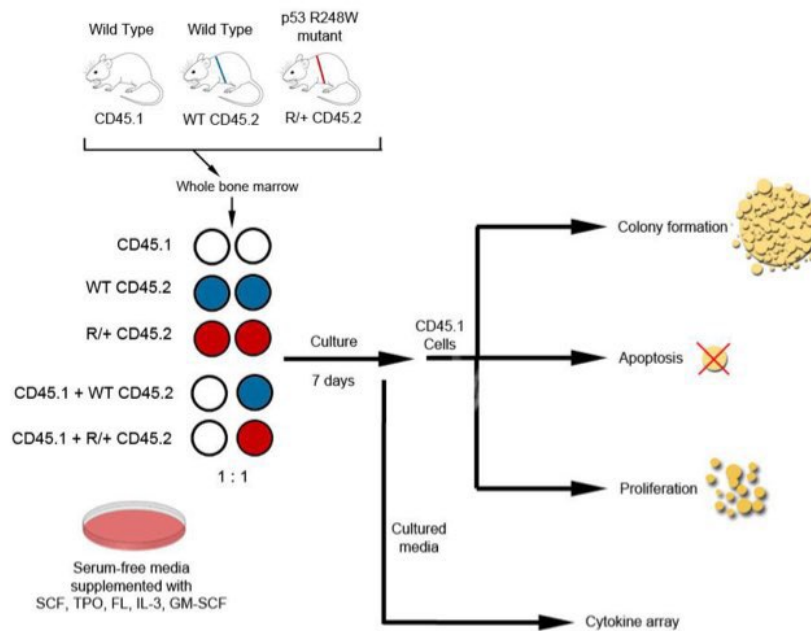 Wild Type
Wild Type
p53 R248W
mutant
CD45.1
WT CD45.2
R/+ CD45.2
Whole bone marrow
CD45.1
WT CD45.2
R/+ CD45.2
CD45.1 + WT CD45.2
CD45.1 + R/+ CD45.2
1 : 1
Serum-free media
supplemented with
SCF, TPO, FL, IL-3, GM-SCF
Culture
7 days
CD45.1
Cells
Cultured
media
Colony formation
Apoptosis
Proliferation
Cytokine array